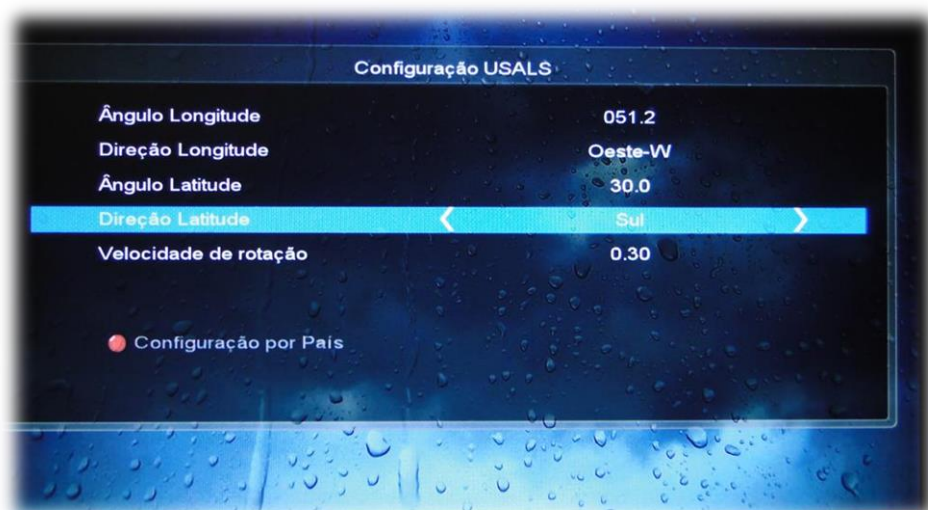 Configuração USALS
Ângulo Longitude 051.2
Direção Longitude Oeste-W
Ângulo Latitude 30.0
Direção Latitude Sul
Velocidade de rotação 0.30
Configuração por País